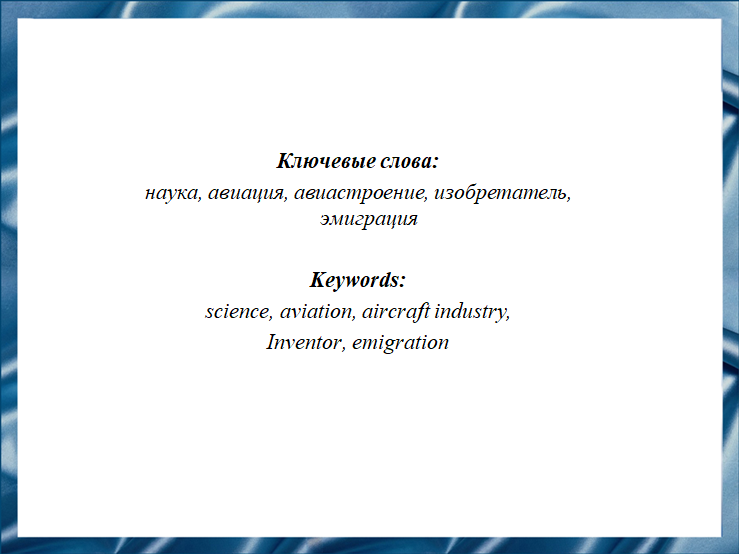 Ключевые слова:
наука, авиация, авиастроение, изобретатель,
эмиграция
Keywords:
science, aviation, aircraft industry,
Inventor, emigration